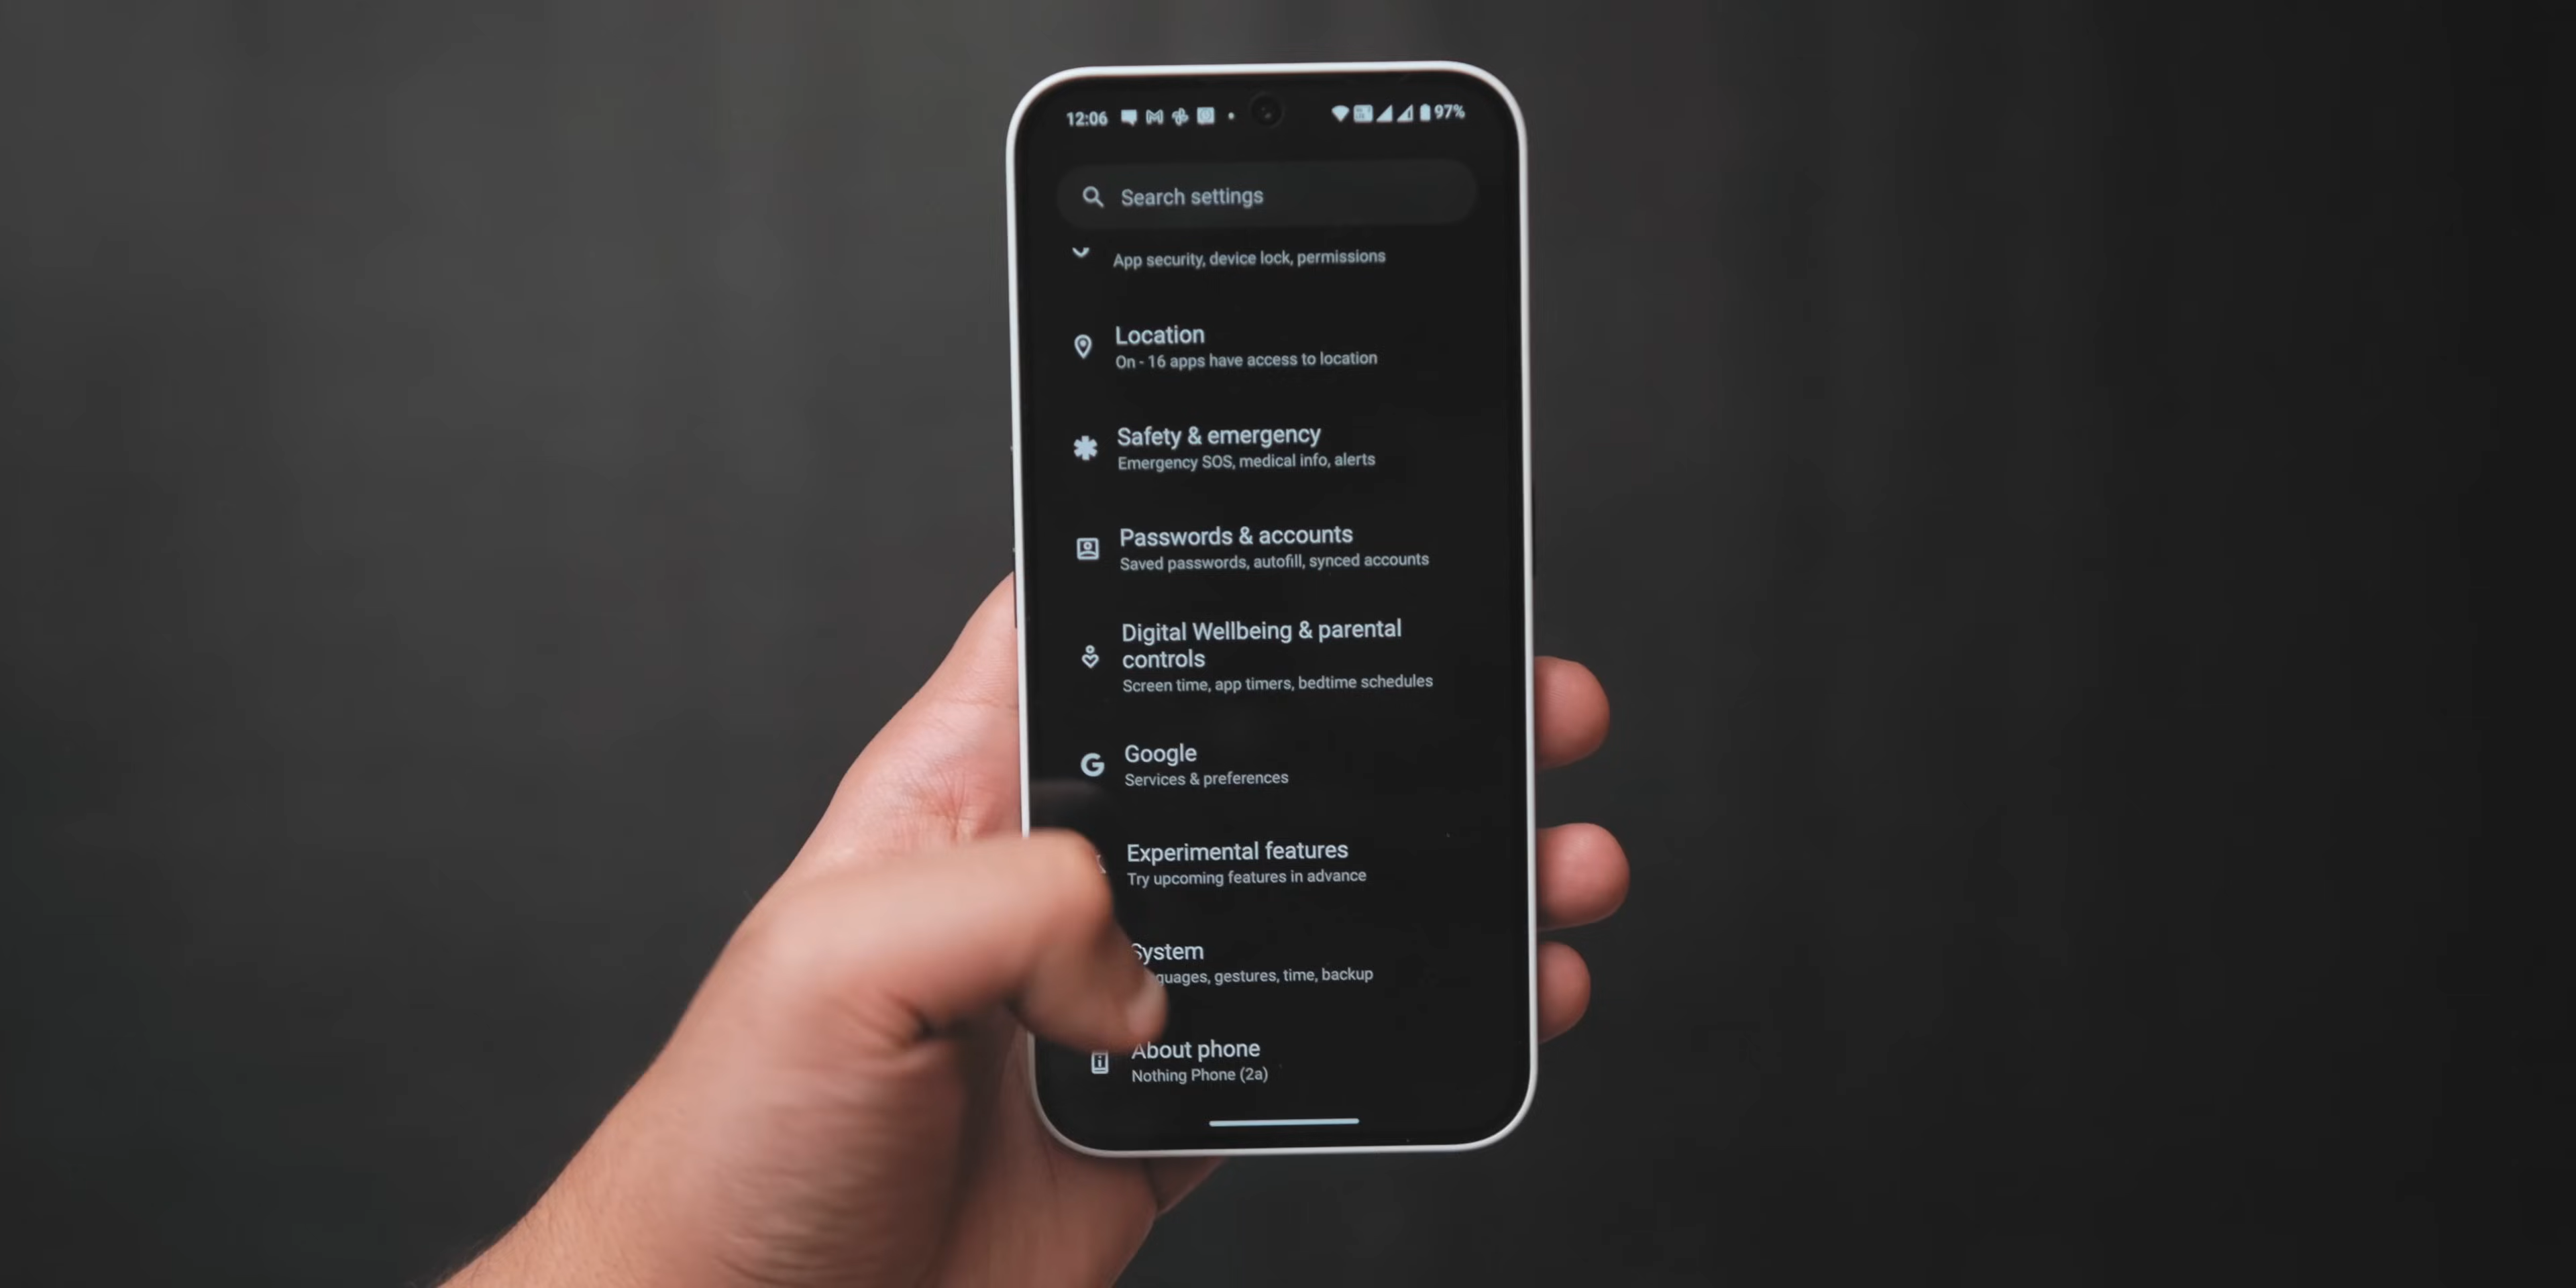 12:06 97%
Search settings
App security, device lock, permissions
Location
On - 16 apps have access to location
Safety & emergency
Emergency SOS, medical info, alerts
Passwords & accounts
Saved passwords, autofill, synced accounts
Digital Wellbeing & parental
controls
Screen time, app timers, bedtime schedules
Google
Services & preferences
Experimental features
Try upcoming features in advance
System
gestures, time, backup
About phone
Nothing Phone (2a)